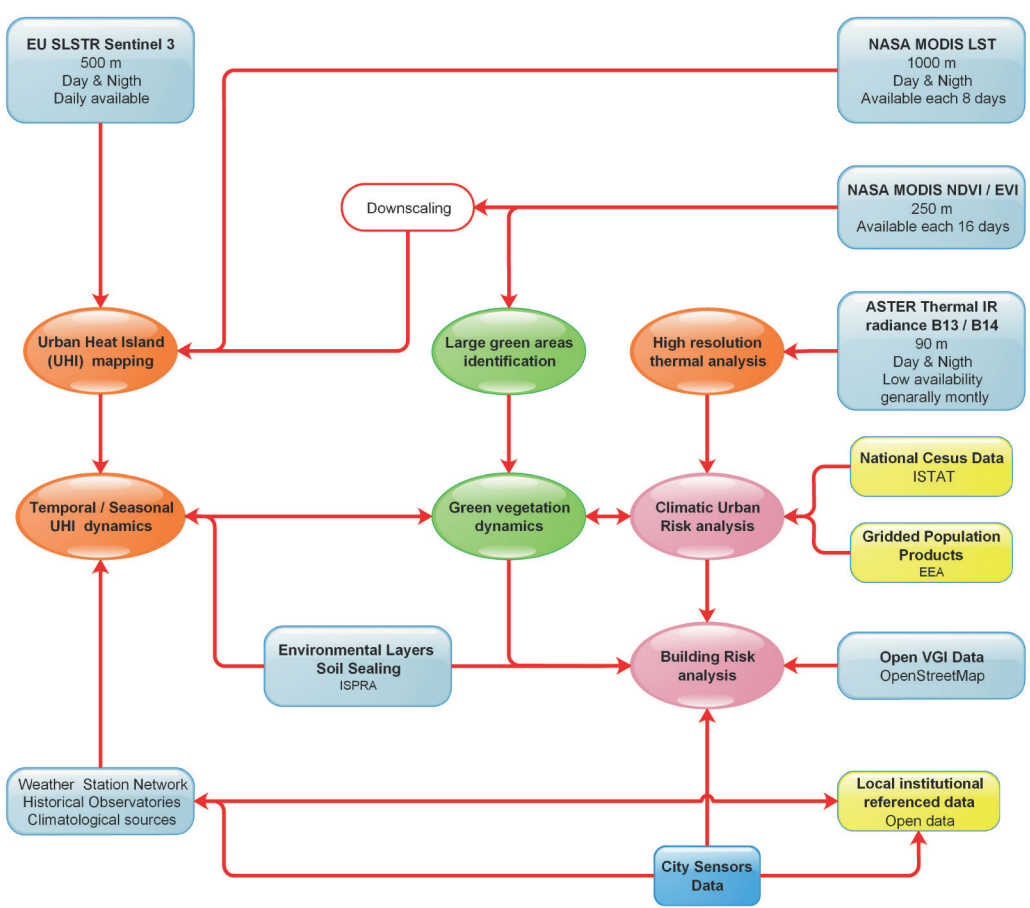 EU SLSTR Sentinel 3
500 m
Day & Nigth
Daily available
NASA MODIS LST
1000 m
Day & Nigth
Available each 8 days
Downscaling
NASA MODIS NDVI / EVI
250 m
Available each 16 days
Urban Heat Island
(UHI) mapping
Large green areas
identification
High resolution
thermal analysis
ASTER Thermal IR
radiance B13 / B14
90 m
Day & Nigth
Low availability
genarally montly
Temporal / Seasonal
UHI dynamics
Green vegetation
dynamics
Climatic Urban
Risk analysis
National Cesus Data
ISTAT
Gridded Population
Products
EEA
Environmental Layers
Soil Sealing
ISPRA
Building Risk
analysis
Open VGI Data
OpenStreetMap
Weather Station Network
Historical Observatories
Climatological sources
Local institutional
referenced data
Open data
City Sensors
Data